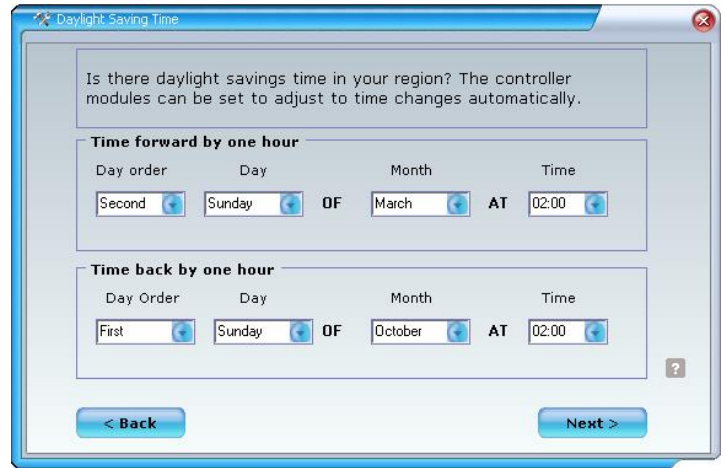 Daylight Saving Time
Is there daylight savings time in your region? The controller
modules can be set to adjust to time changes automatically.
Time forward by one hour
Day order Day Month Time
Second Sunday OF March AT 02:00
Time back by one hour
Day Order Day Month Time
First Sunday OF October AT 02:00
?
< Back Next >